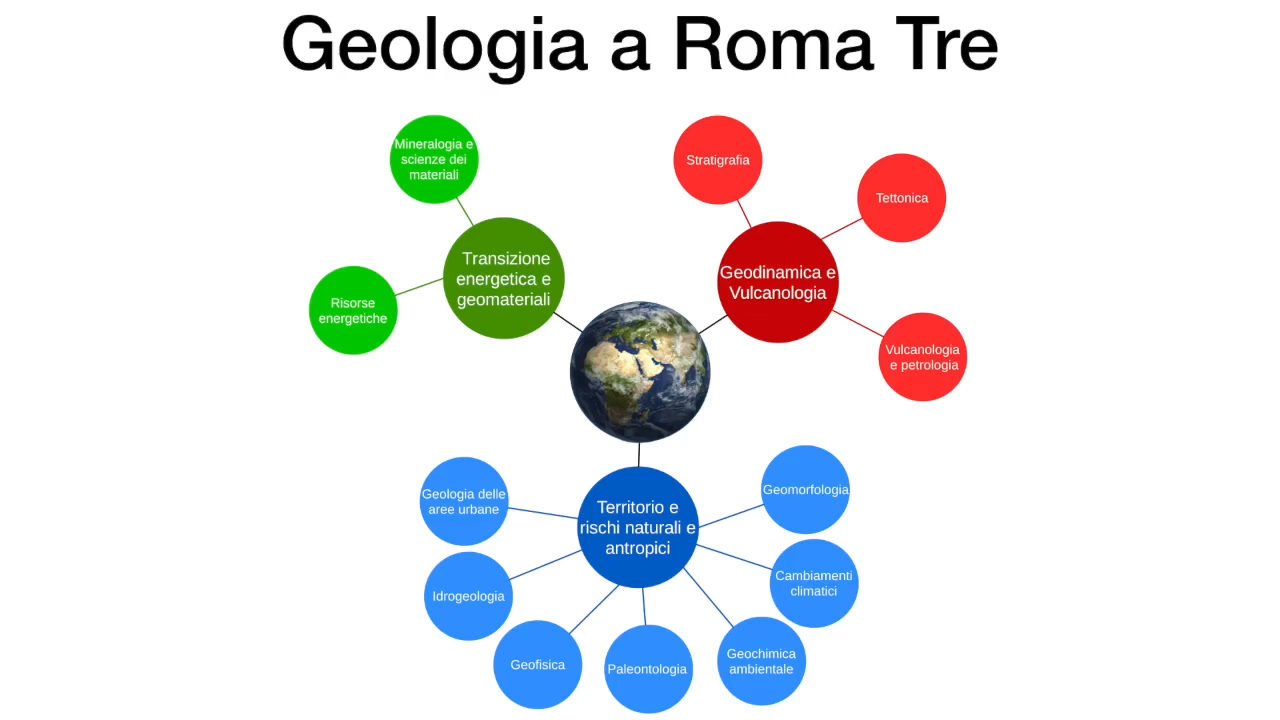 Geologia a Roma Tre
Mineralogia e
scienze dei
materiali
Risorse
energetiche
Transizione
energetica e
geomateriali
Stratigrafia
Tettonica
Geodinamica e
Vulcanologia
Vulcanologia
e petrologia
Geologia delle
aree urbane
Idrogeologia
Geofisica
Territorio e
rischi naturali e
antropici
Paleontologia
Geochimica
ambientale
Cambiamenti
climatici
Geomorfologia